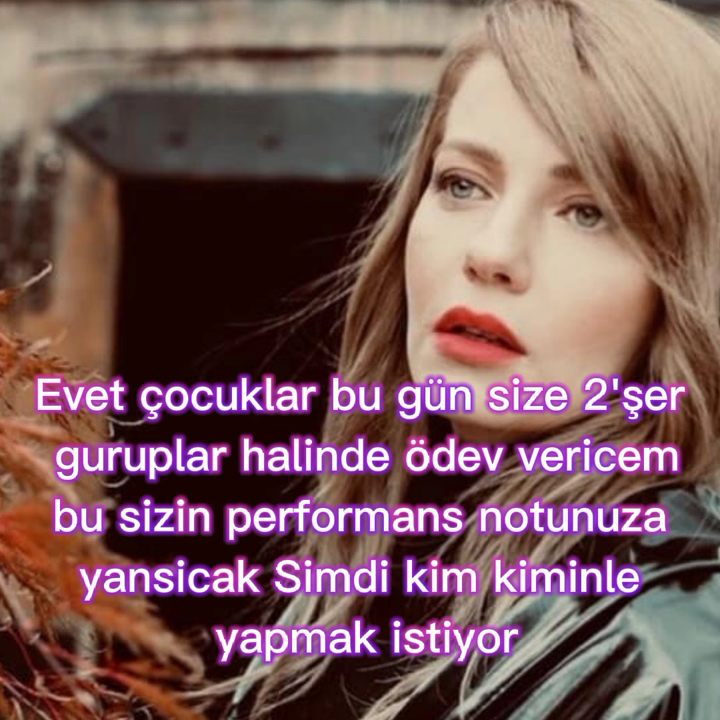 Evet çocuklar bu gün size 2'şer
guruplar halinde ödev vericem
bu sizin performans notunuza
yansicak Simdi kim kiminle
yapmak istiyor